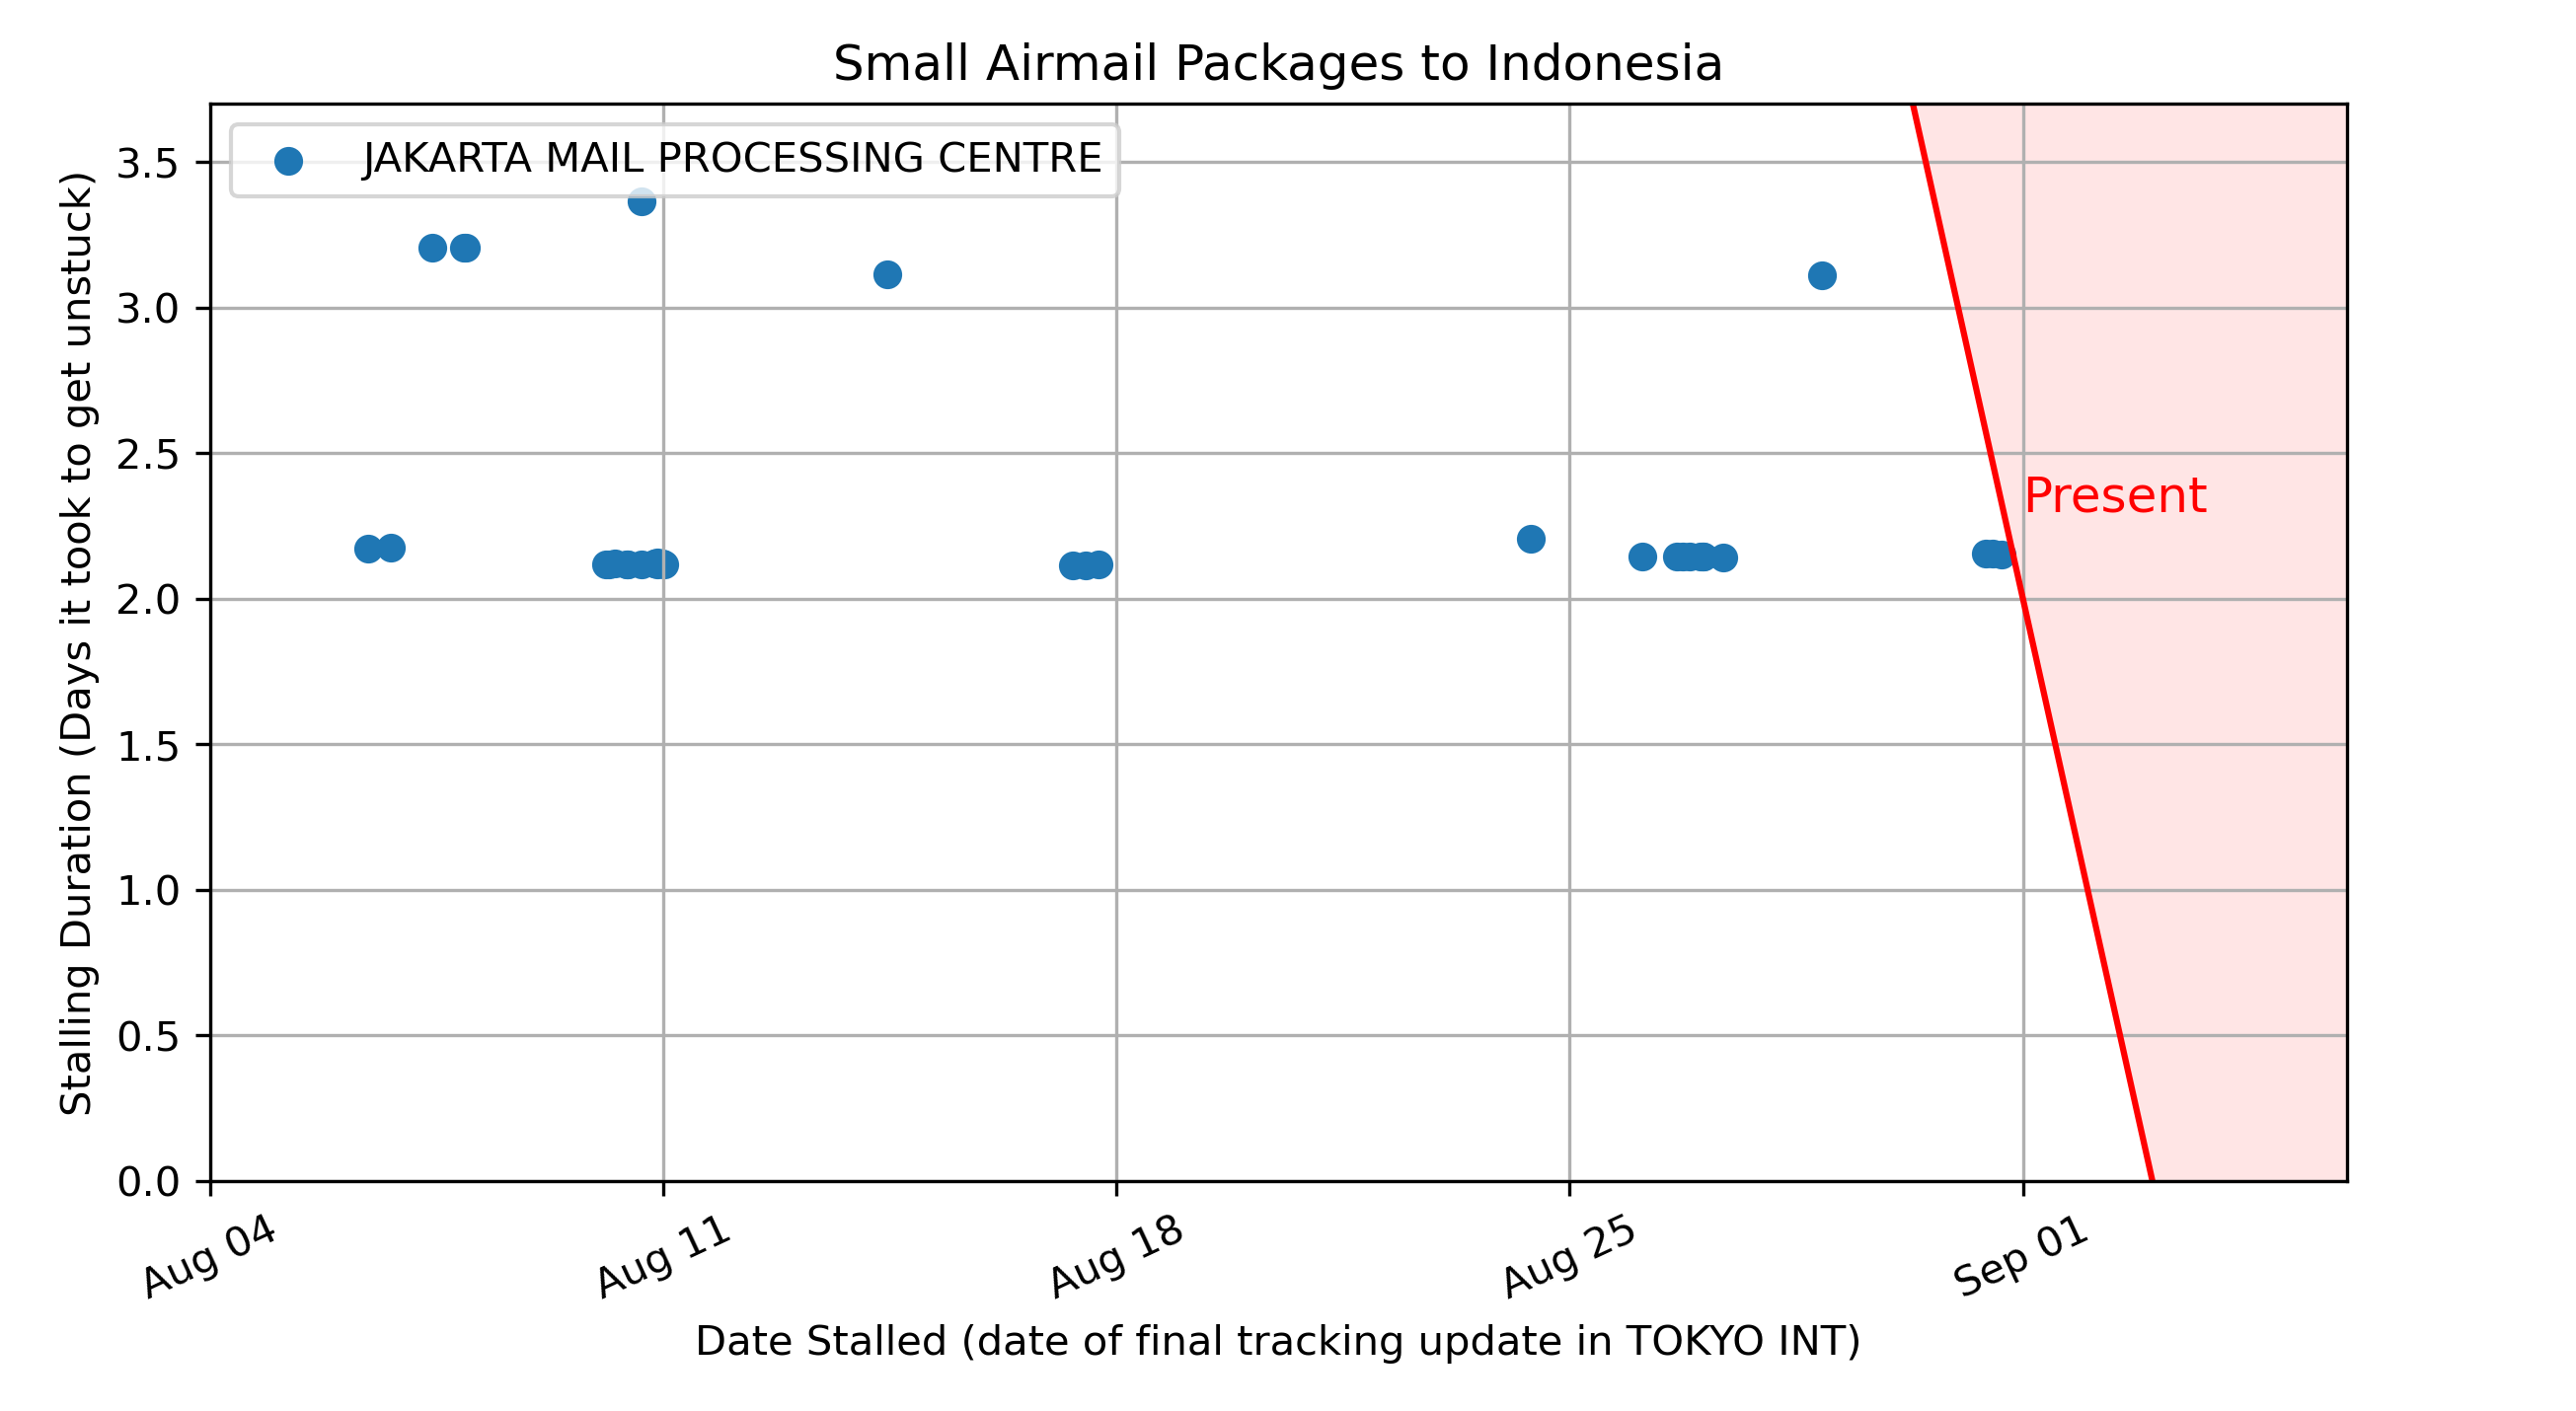 Small Airmail Packages to Indonesia
JAKARTA MAIL PROCESSING CENTRE
Stalling Duration (Days it took to get unstuck)
3.5
3.0
2.5
2.0
1.5
1.0
0.5
0.0
Present
Aug 04
Aug 11
Aug 18
Aug 25
Sep 01
Date Stalled (date of final tracking update in TOKYO INT)